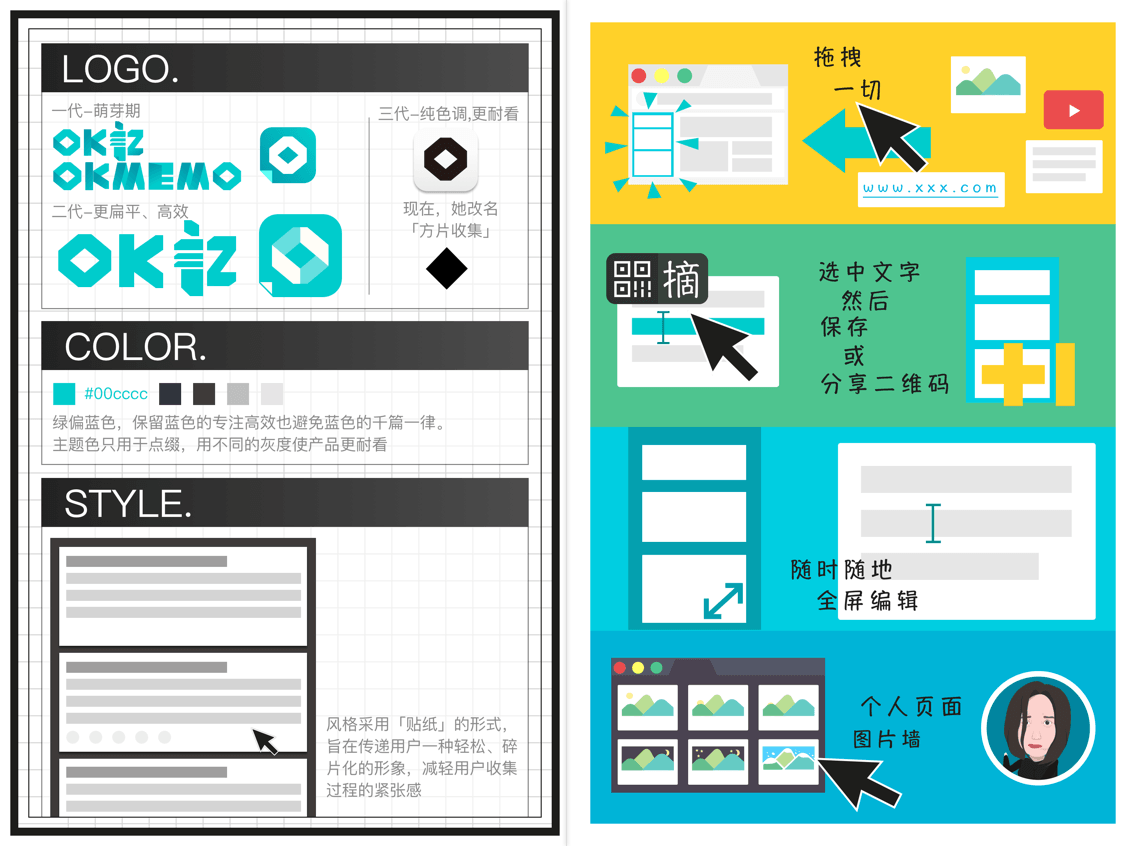 LOGO.
一代-萌芽期
OKiz
OKMEMO
二代-更扁平、高效
OKiz
三代-纯色调,更耐看
现在，她改名
「方片收集」
COLOR.
#00cccc
绿偏蓝色，保留蓝色的专注高效也避免蓝色的千篇一律。
主题色只用于点缀，用不同的灰度使产品更耐看
STYLE.
风格采用「贴纸」的形式，
旨在传递用户一种轻松、碎
片化的形象，减轻用户收集
过程的紧张感
拖拽
一切
www.xxx.com
摘
选中文字
然后
保存
或
分享二维码
随时随地
全屏编辑
个人页面
图片墙